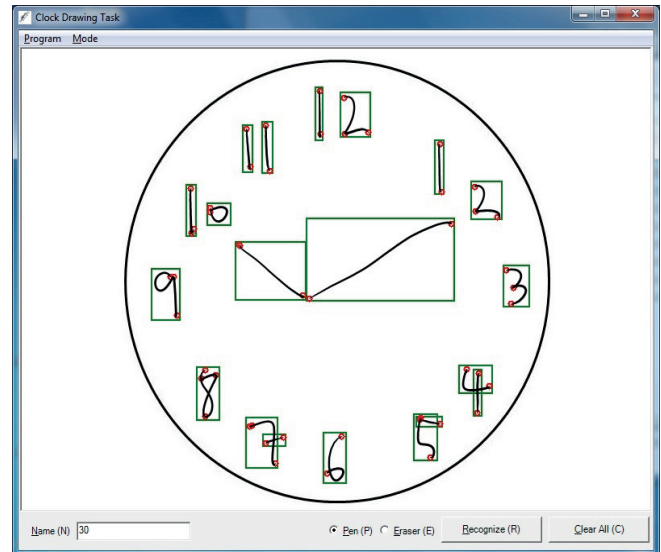 Clock Drawing Task
Program Mode
12
11 1
10 2
9 3
8 4
7 5
6
Name (N) 30 Pen (P) Eraser (E) Recognize (R) Clear All (C)